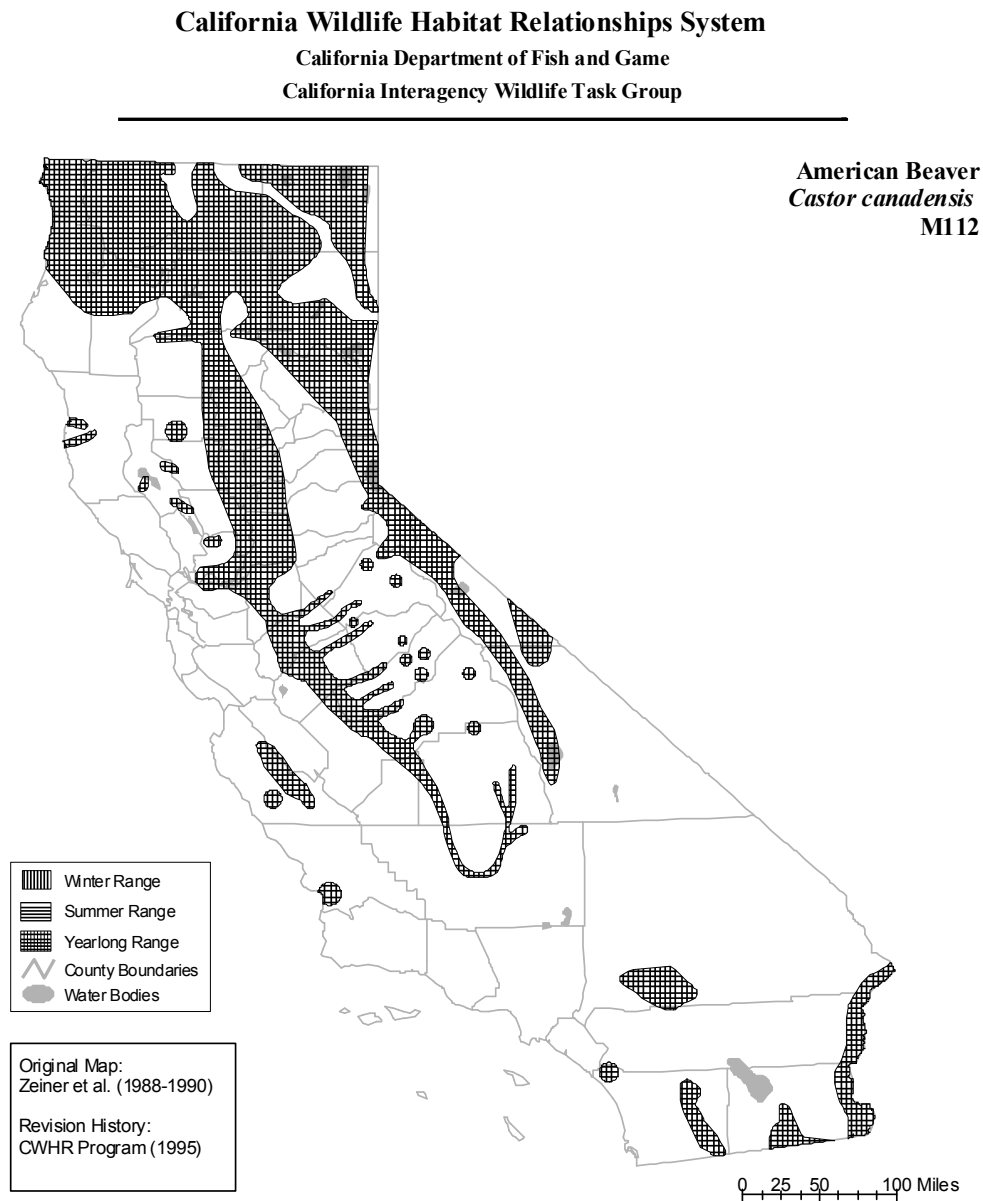 California Wildlife Habitat Relationships System
California Department of Fish and Game
California Interagency Wildlife Task Group
American Beaver
Castor canadensis
M112
Winter Range
Summer Range
Yearlong Range
County Boundaries
Water Bodies
Original Map:
Zeiner et al. (1988-1990)
Revision History:
CWHR Program (1995)
0 25 50 100 Miles